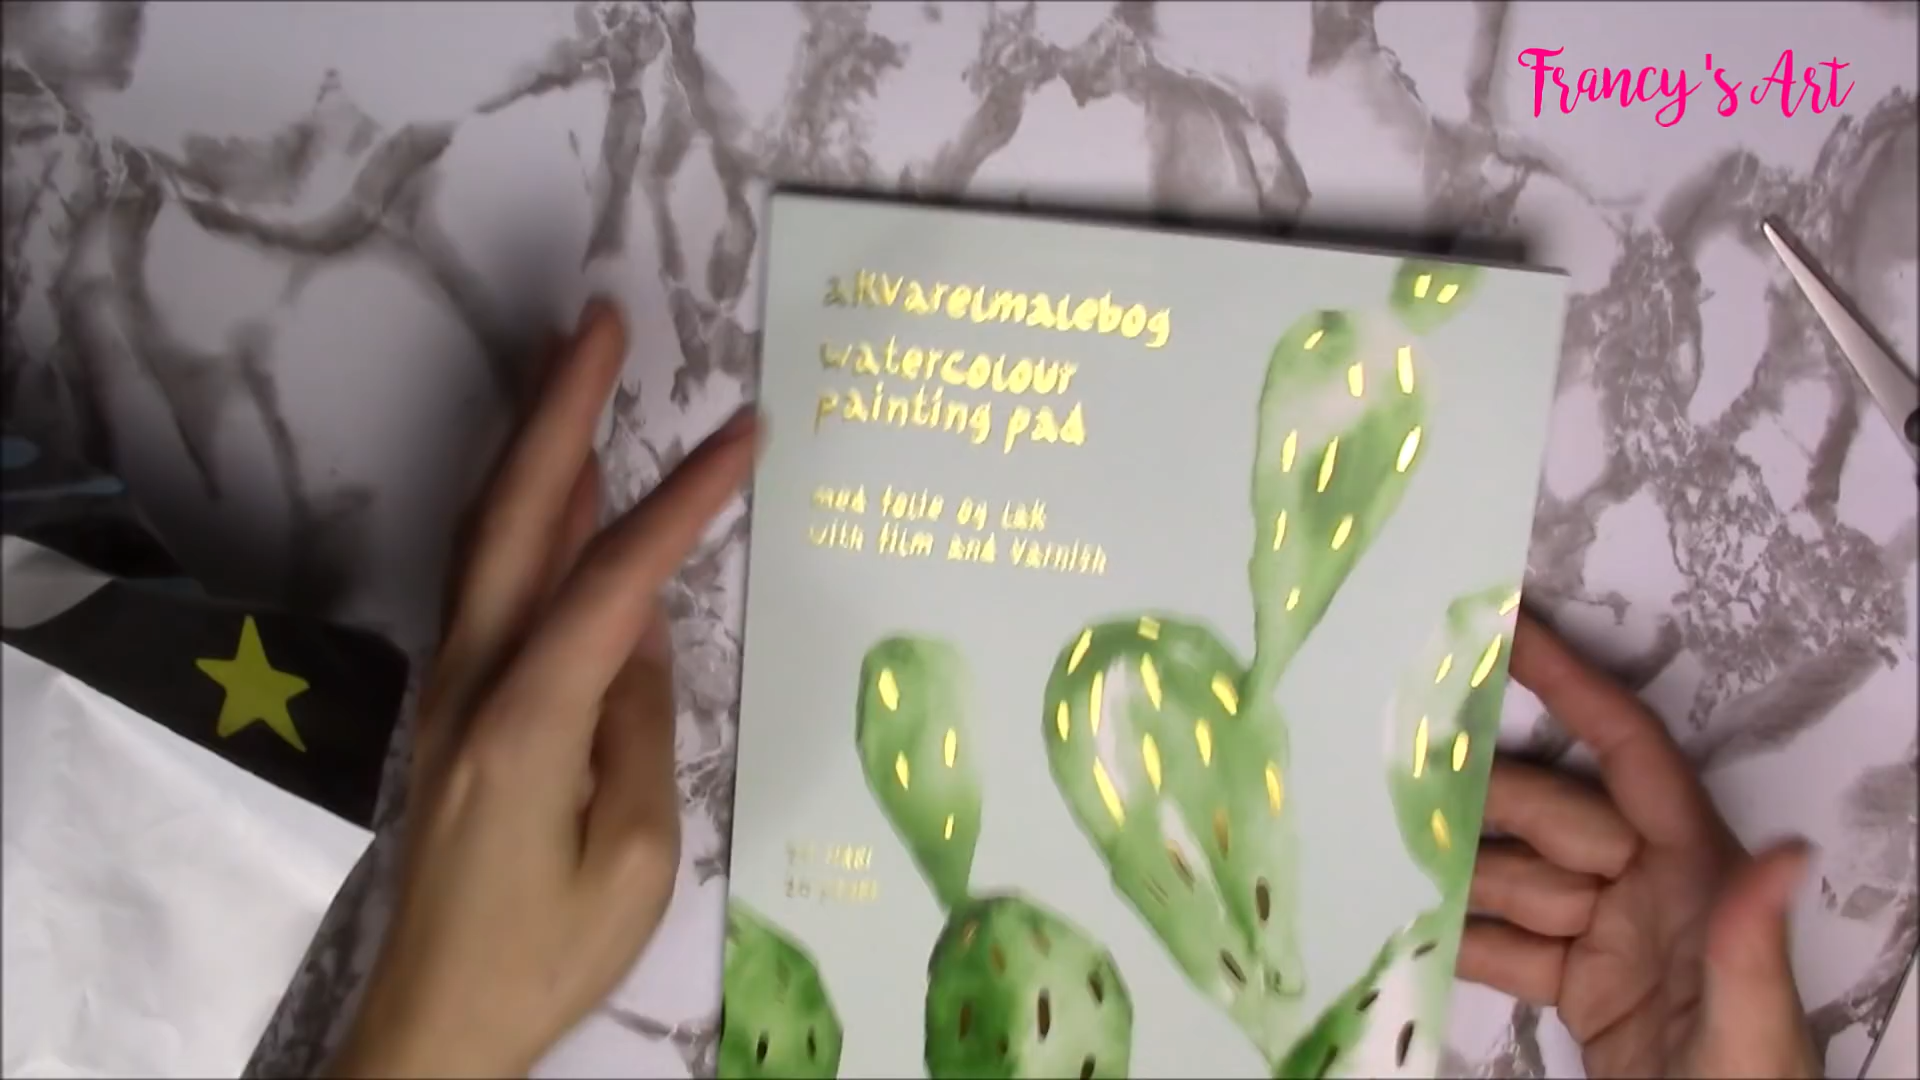 Francy's Art
akvarelmalebog
watercolour
painting pad
med folie og lak
with film and varnish